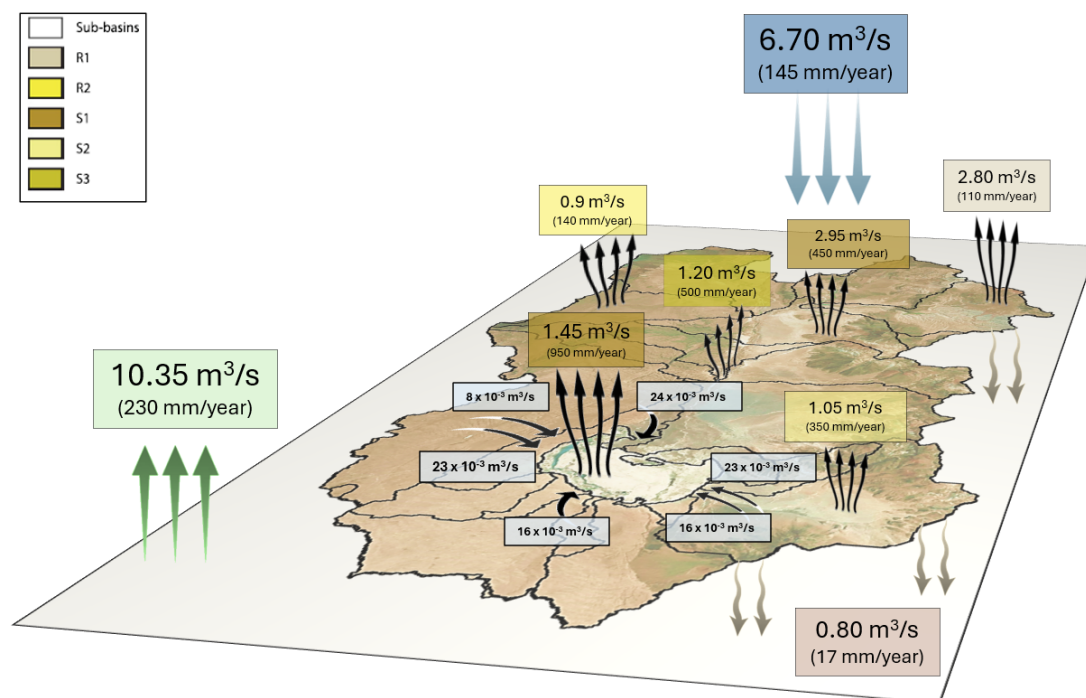 Sub-basins
R1
R2
S1
S2
S3
6.70 m³/s
(145 mm/year)
2.80 m³/s
(110 mm/year)
0.9 m³/s
(140 mm/year)
2.95 m³/s
(450 mm/year)
1.20 m³/s
(500 mm/year)
1.45 m³/s
(950 mm/year)
10.35 m³/s
(230 mm/year)
8 x 10⁻³ m³/s
24 x 10⁻³ m³/s
1.05 m³/s
(350 mm/year)
23 x 10⁻³ m³/s
23 x 10⁻³ m³/s
16 x 10⁻³ m³/s
16 x 10⁻³ m³/s
0.80 m³/s
(17 mm/year)